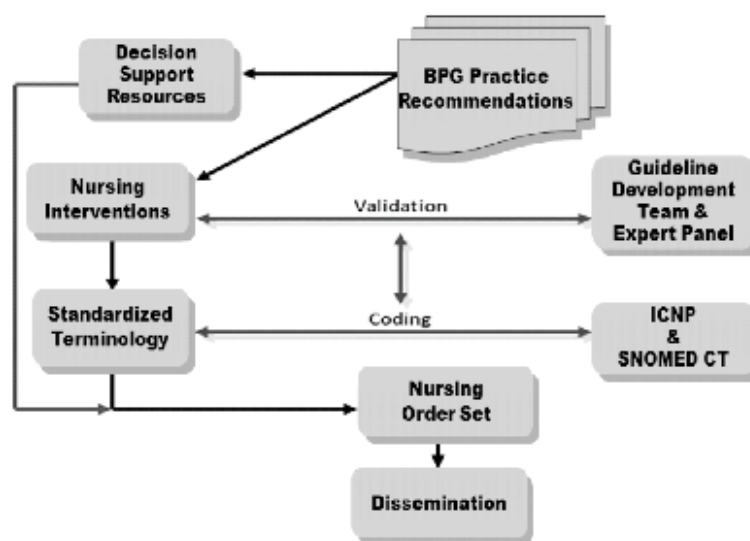 Decision
Support
Resources
BPG Practice
Recommendations
Nursing
Interventions
Validation
Guideline
Development
Team &
Expert Panel
Standardized
Terminology
Coding
ICNP
&
SNOMED CT
Nursing
Order Set
Dissemination